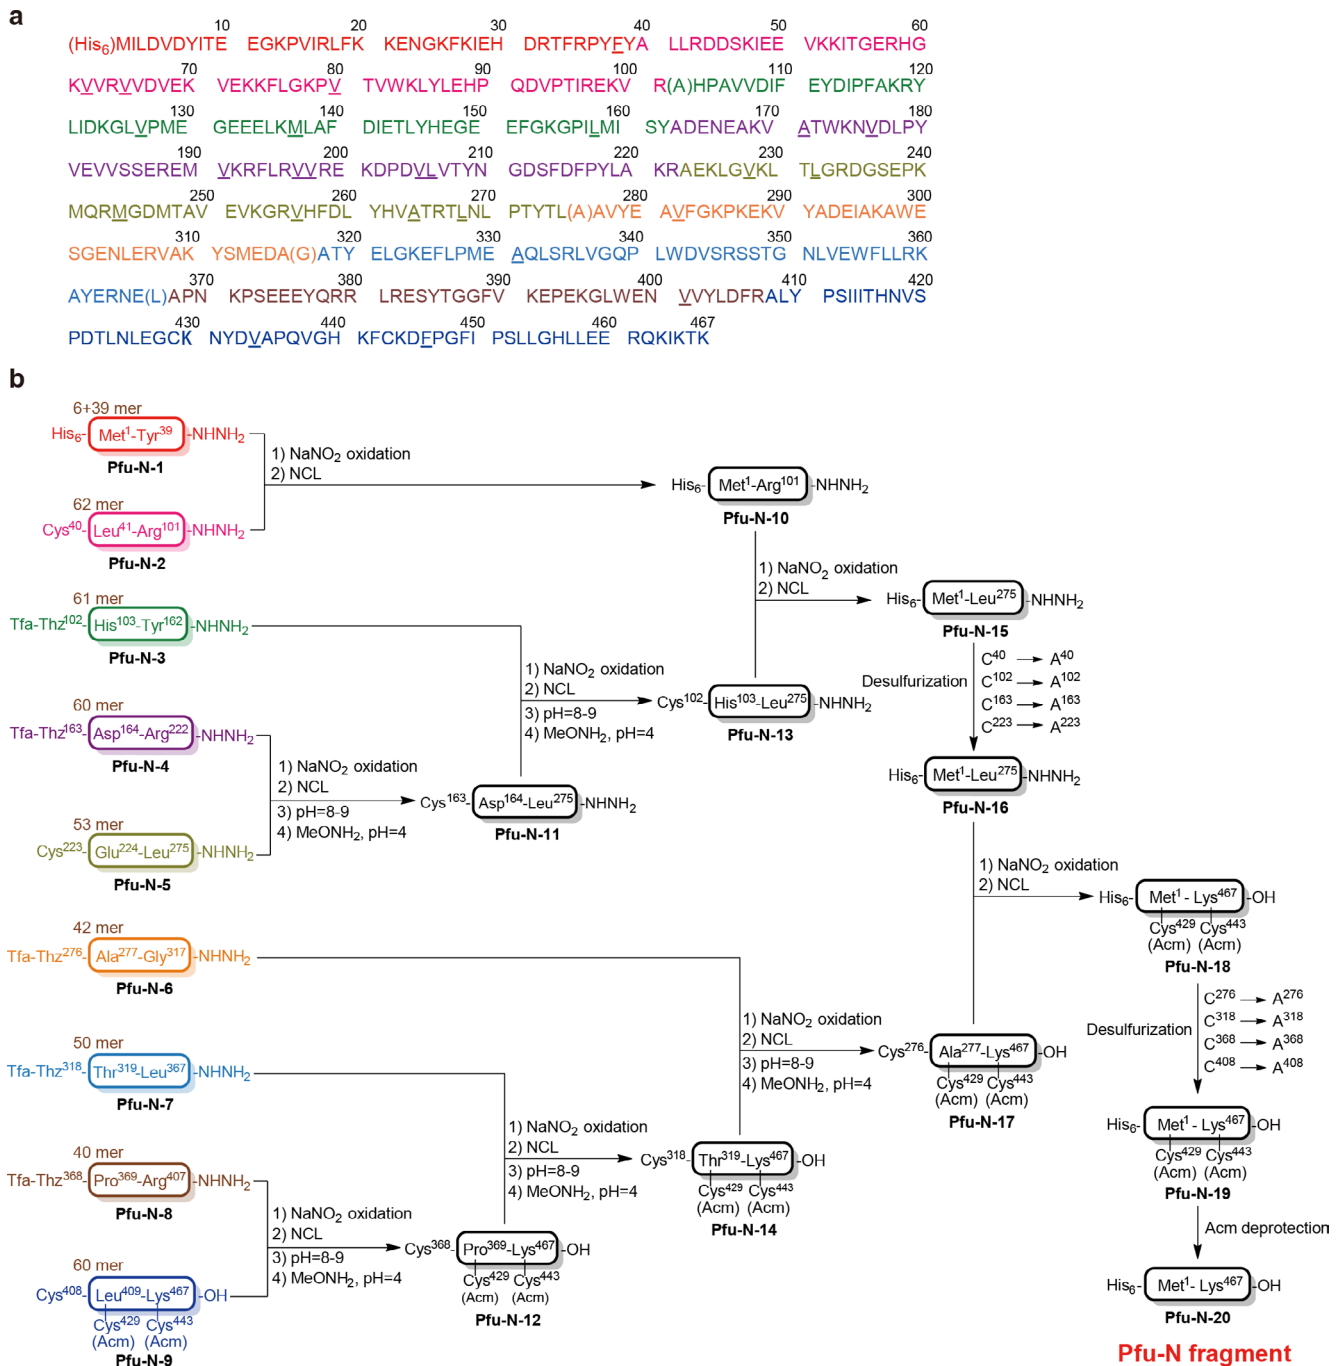 a
10 20 30 40 50 60
(His6)MILDVDYITE EGKPVIRLFK KENGKFKIEH DRTFRPYFYA LLRDDSKIEE VKKITGERHG
70 80 90 100 110 120
KVVRVVDVEK VEKKFLGKPV TVWKLYLEHP QDVPTIREKV R(A)HPAVVDIF EYDIPFAKRY
130 140 150 160 170 180
LIDKGLVPME GEEELKMLAF DIETLYHEGE EFGKGPILMI SYADENEAKV ATWKNVDLPY
190 200 210 220 230 240
VEVVSSEREM VKRFLRVVRE KDPDVLVTYN GDSFDFPYLA KRAEKLGVKL TLGRDGSEPK
250 260 270 280 290 300
MQRMGDMTAV EVKGRVHFDL YHVATRTLNL PTYTL(A)AVYE AVFGKPKEKV YADEIAKAWE
310 320 330 340 350 360
SGENLERVAK YSMEDA(G)ATY ELGKEFLPME AQLSRLVGQP LWDVSRSSTG NLVEWFLLRK
370 380 390 400 410 420
AYERNE(L)APN KPSEEEYQRR LRESYTGGFV KEPEKGLWEN VVYLDFRALY PSIIITHNVS
430 440 450 460 467
PDTLNLEGCK NYDVAPQVGH KFCKDFPGFI PSLLGHLLEE RQKIKTK
b
6+39 mer
His6- Met1-Tyr39 -NHNH2
Pfu-N-1
62 mer
Cys40- Leu41-Arg101 -NHNH2
Pfu-N-2
1) NaNO2 oxidation
2) NCL
His6- Met1-Arg101 -NHNH2
Pfu-N-10
61 mer
Tfa-Thz102- His103-Tyr162 -NHNH2
Pfu-N-3
60 mer
Tfa-Thz163- Asp164-Arg222 -NHNH2
Pfu-N-4
53 mer
Cys223- Glu224-Leu275 -NHNH2
Pfu-N-5
1) NaNO2 oxidation
2) NCL
3) pH=8-9
4) MeONH2, pH=4
Cys163- Asp164-Leu275 -NHNH2
Pfu-N-11
1) NaNO2 oxidation
2) NCL
3) pH=8-9
4) MeONH2, pH=4
Cys102- His103-Leu275 -NHNH2
Pfu-N-13
1) NaNO2 oxidation
2) NCL
His6- Met1-Leu275 -NHNH2
Pfu-N-15
Desulfurization
C40 → A40
C102 → A102
C163 → A163
C223 → A223
His6- Met1-Leu275 -NHNH2
Pfu-N-16
42 mer
Tfa-Thz276- Ala277-Gly317 -NHNH2
Pfu-N-6
50 mer
Tfa-Thz318- Thr319-Leu367 -NHNH2
Pfu-N-7
40 mer
Tfa-Thz368- Pro369-Arg407 -NHNH2
Pfu-N-8
60 mer
Cys408- Leu409-Lys467 -OH
Cys429 Cys443
(Acm) (Acm)
Pfu-N-9
1) NaNO2 oxidation
2) NCL
3) pH=8-9
4) MeONH2, pH=4
Cys368- Pro369-Lys467 -OH
Cys429 Cys443
(Acm) (Acm)
Pfu-N-12
1) NaNO2 oxidation
2) NCL
3) pH=8-9
4) MeONH2, pH=4
Cys318- Thr319-Lys467 -OH
Cys429 Cys443
(Acm) (Acm)
Pfu-N-14
1) NaNO2 oxidation
2) NCL
3) pH=8-9
4) MeONH2, pH=4
Cys276- Ala277-Lys467 -OH
Cys429 Cys443
(Acm) (Acm)
Pfu-N-17
1) NaNO2 oxidation
2) NCL
His6- Met1 - Lys467 -OH
Cys429 Cys443
(Acm) (Acm)
Pfu-N-18
Desulfurization
C276 → A276
C318 → A318
C368 → A368
C408 → A408
His6- Met1 - Lys467 -OH
Cys429 Cys443
(Acm) (Acm)
Pfu-N-19
Acm deprotection
His6- Met1- Lys467 -OH
Pfu-N-20
Pfu-N fragment